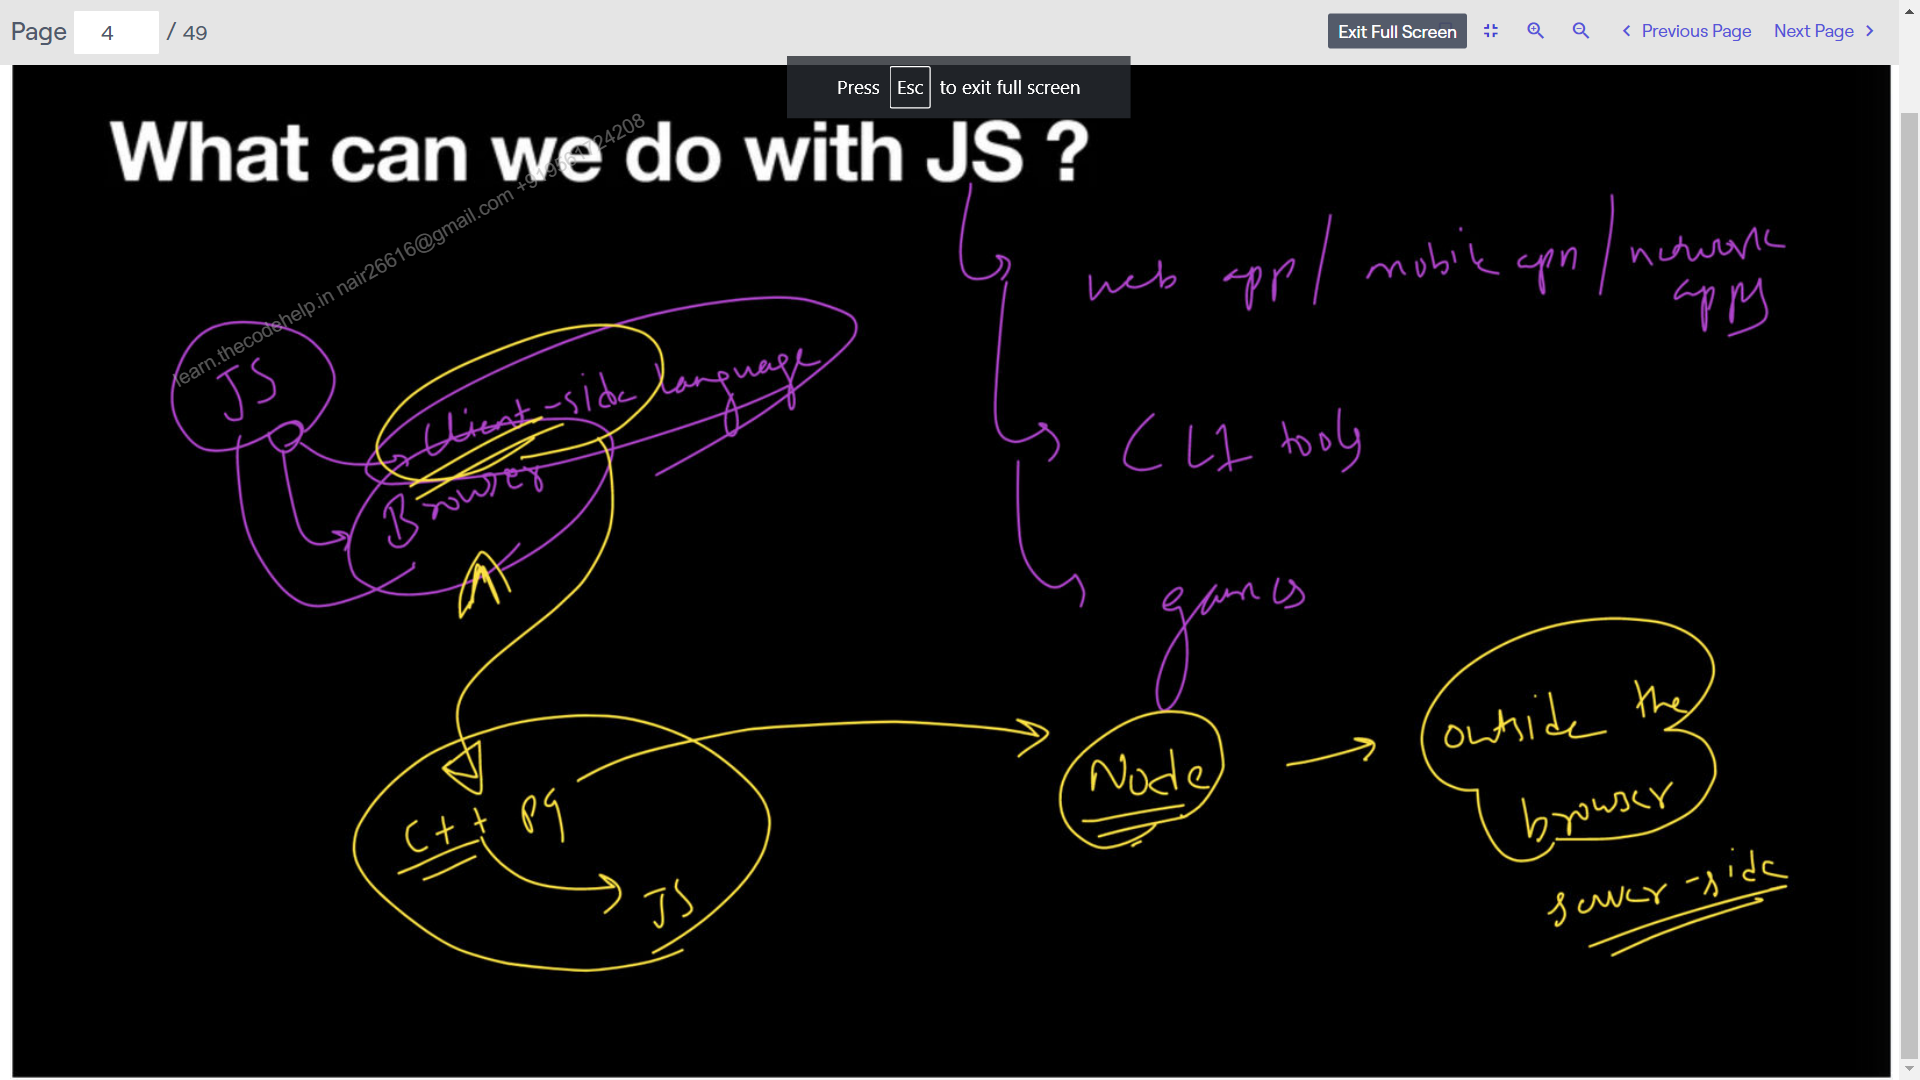 Page 4 / 49
Exit Full Screen
Previous Page
Next Page
Press Esc to exit full screen
What can we do with JS ?
learn.thecodehelp.in nair26616@gmail.com
web app / mobile app / network
apps
JS
Client-side language
Browser
CLI tools
games
C++ pg
JS
Node
outside the
browser
server-side